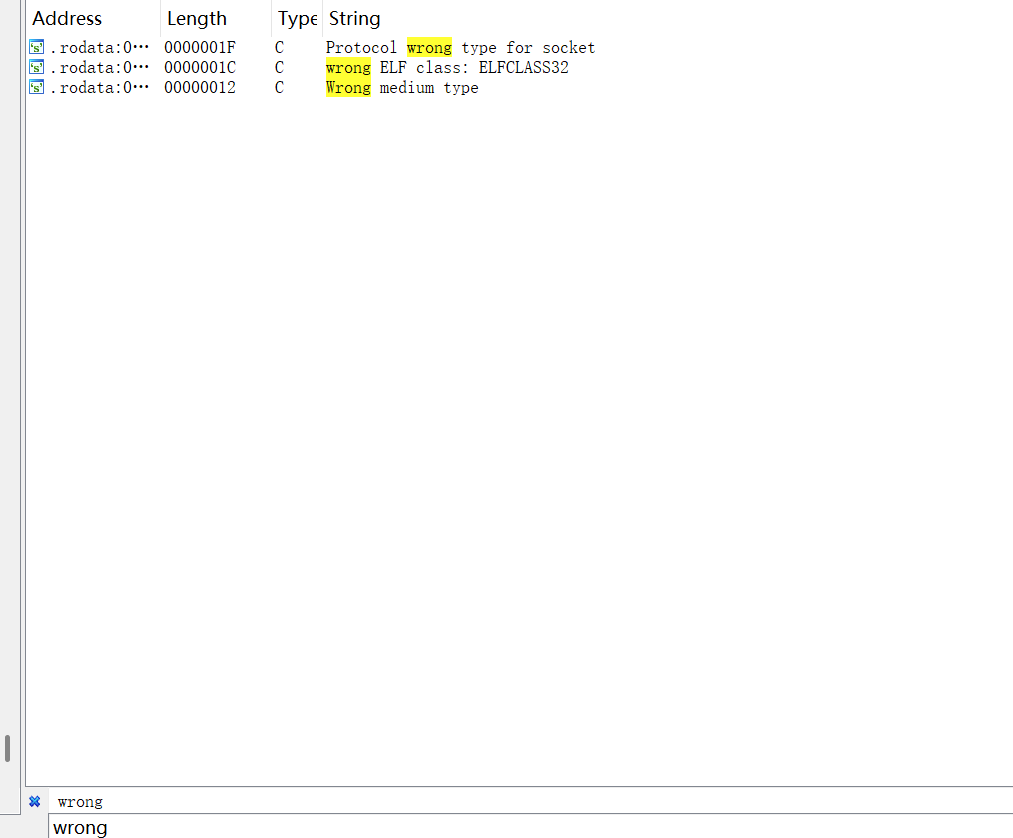 Address Length Type String
.rodata:0… 0000001F C Protocol wrong type for socket
.rodata:0… 0000001C C wrong ELF class: ELFCLASS32
.rodata:0… 00000012 C Wrong medium type
wrong
wrong